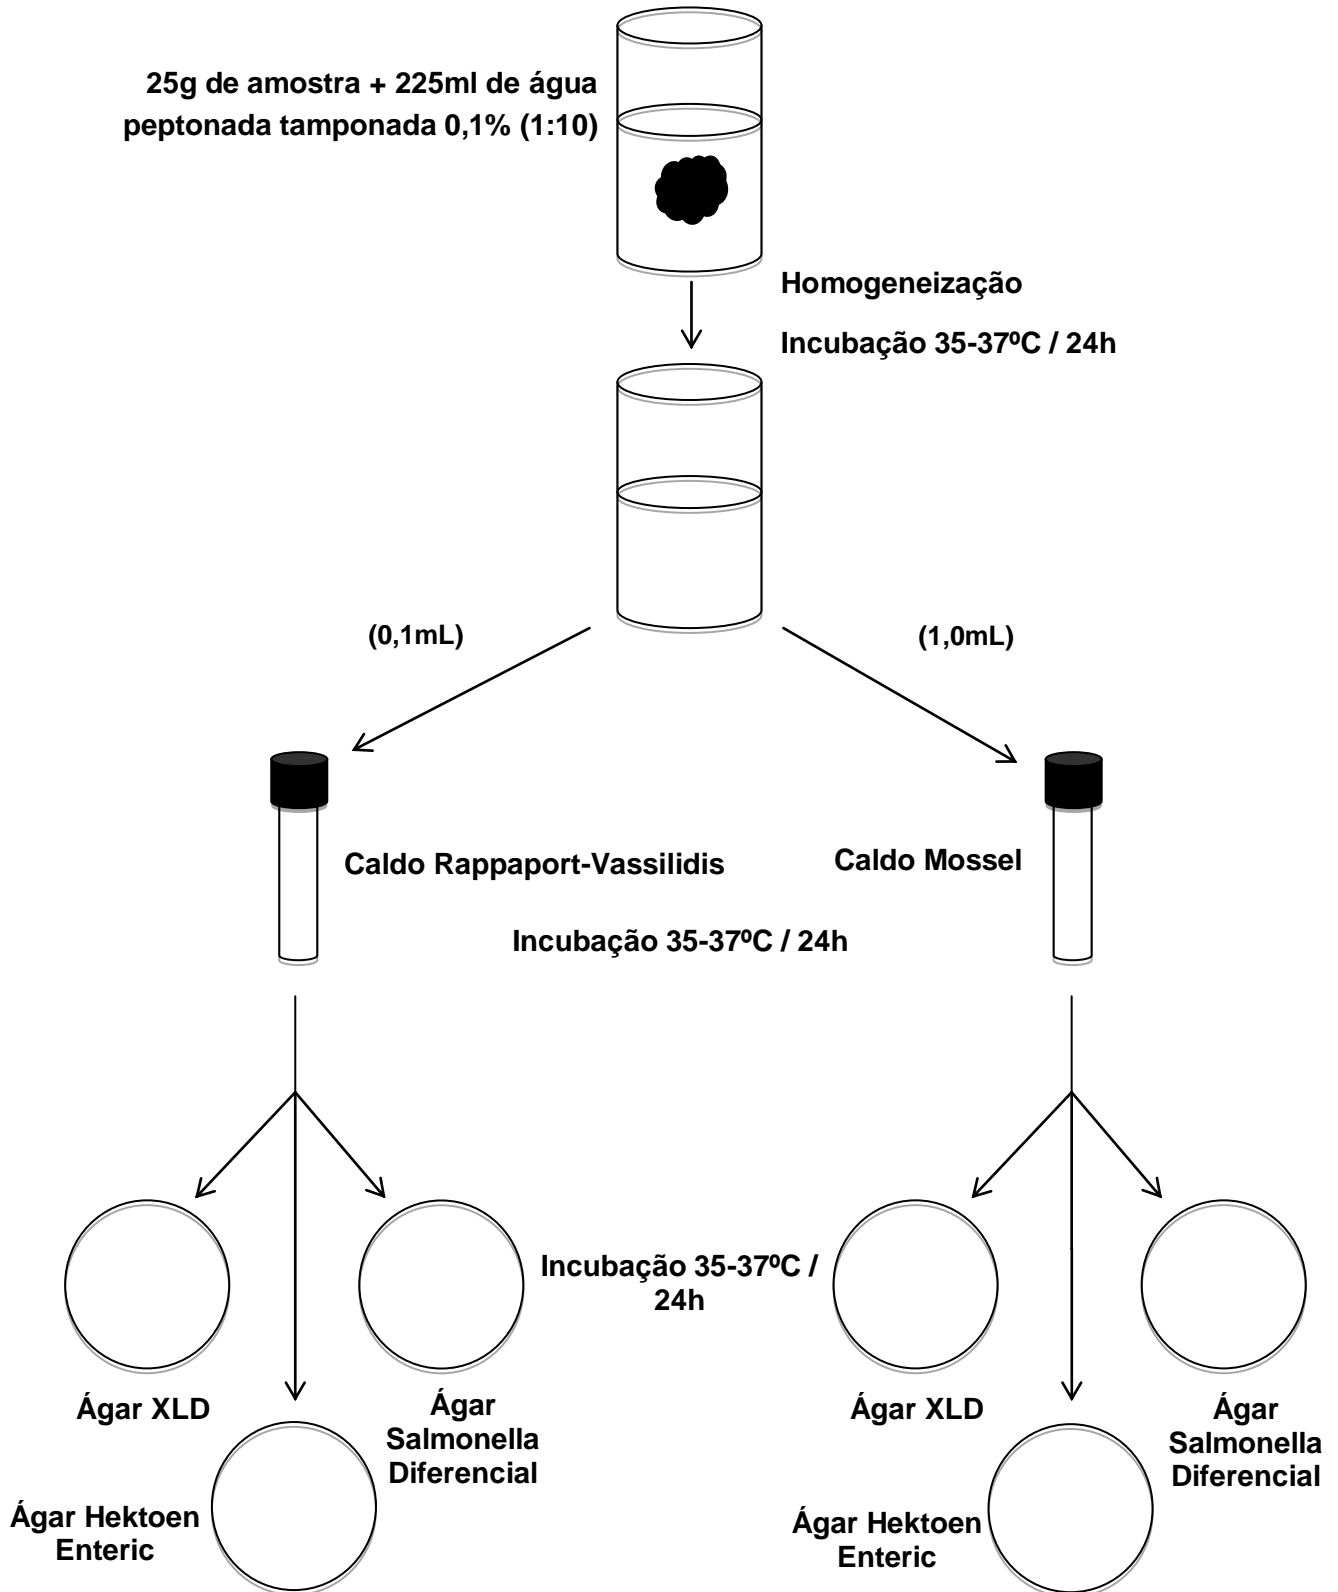 25g de amostra + 225ml de água
peptonada tamponada 0,1% (1:10)
Homogeneização
Incubação 35-37ºC / 24h
(0,1mL)
(1,0mL)
Caldo Rappaport-Vassilidis
Caldo Mossel
Incubação 35-37ºC / 24h
Incubação 35-37ºC /
24h
Ágar XLD
Ágar
Salmonella
Diferencial
Ágar Hektoen
Enteric
Ágar XLD
Ágar
Salmonella
Diferencial
Ágar Hektoen
Enteric